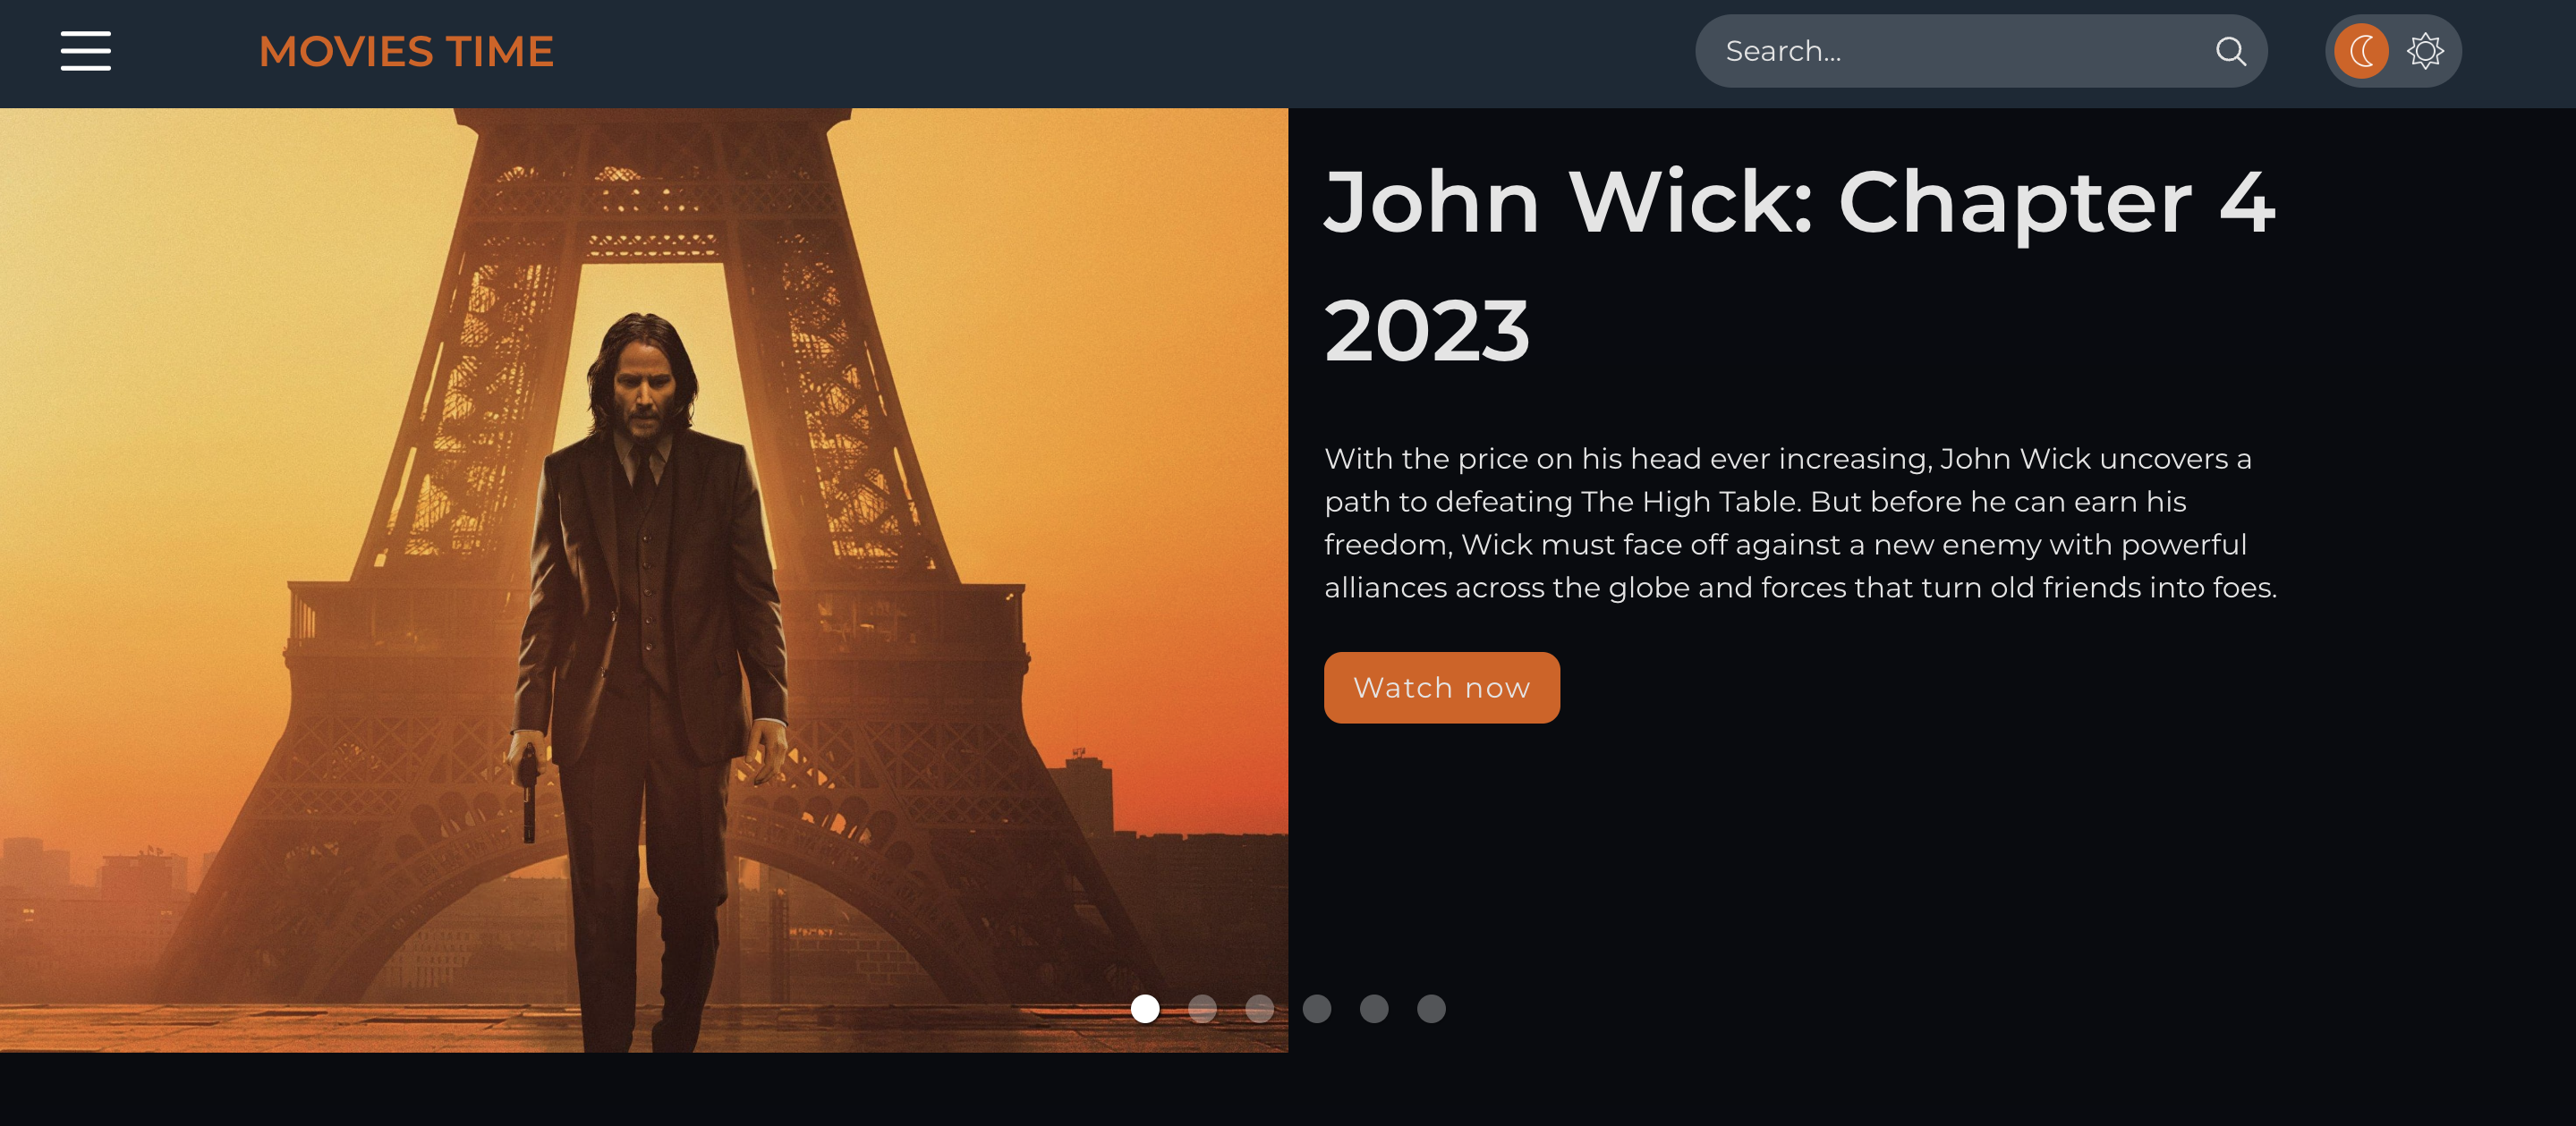 MOVIES TIME
Search...
John Wick: Chapter 4
2023
With the price on his head ever increasing, John Wick uncovers a
path to defeating The High Table. But before he can earn his
freedom, Wick must face off against a new enemy with powerful
alliances across the globe and forces that turn old friends into foes.
Watch now